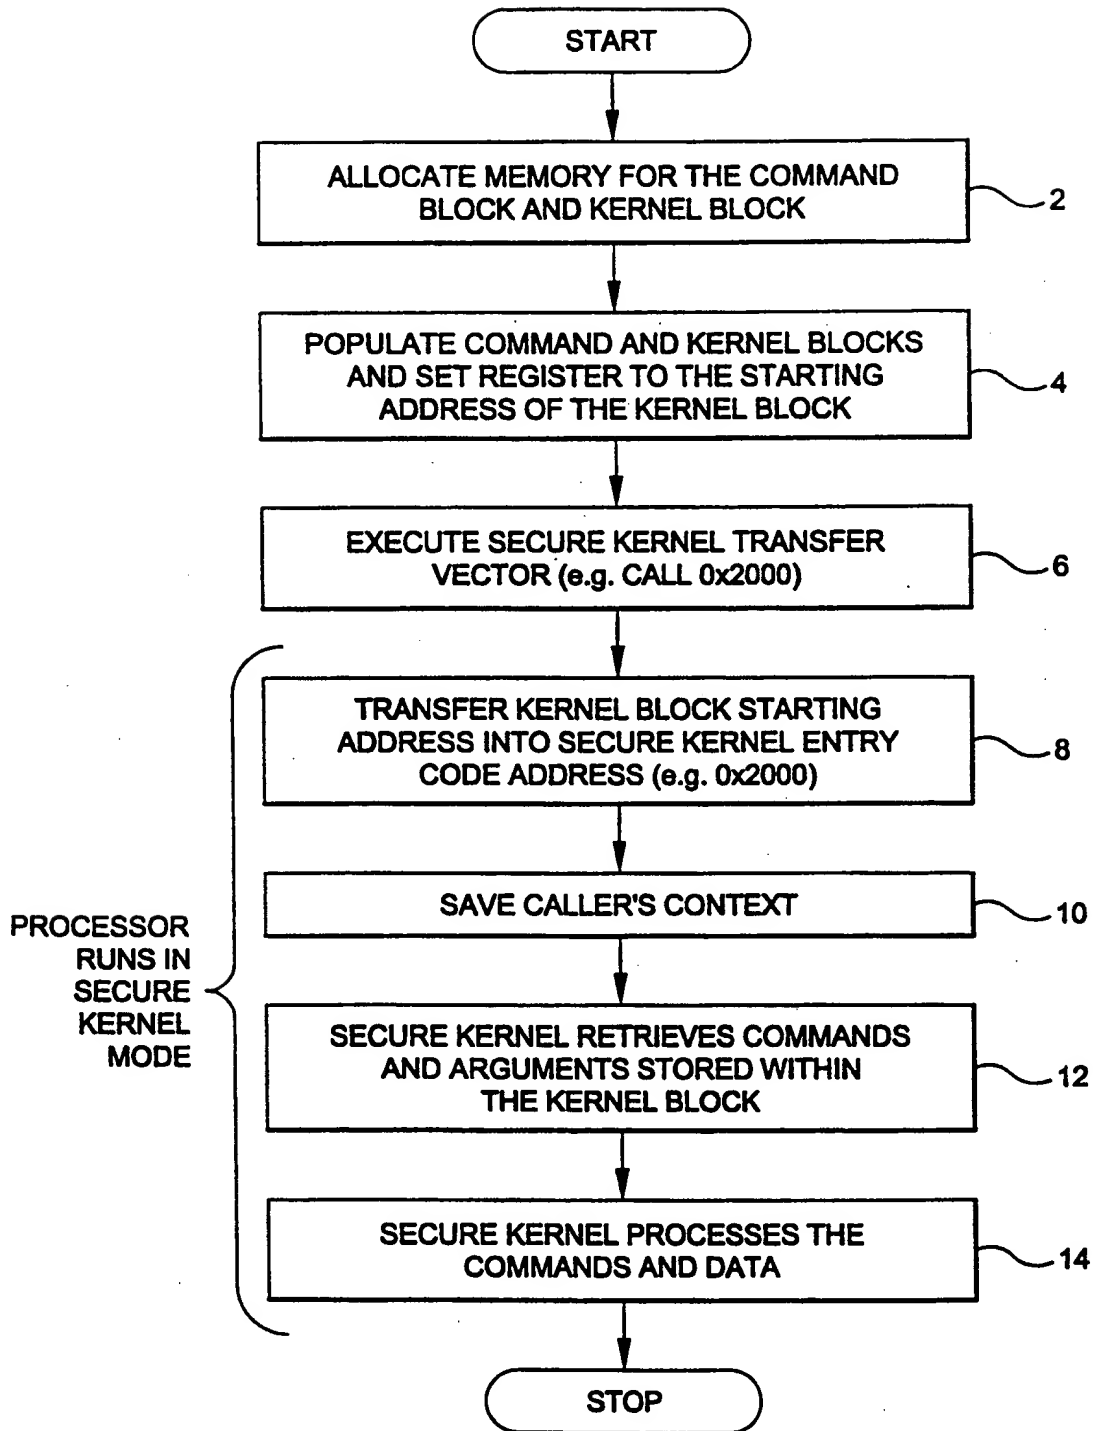 START
ALLOCATE MEMORY FOR THE COMMAND
BLOCK AND KERNEL BLOCK
2
POPULATE COMMAND AND KERNEL BLOCKS
AND SET REGISTER TO THE STARTING
ADDRESS OF THE KERNEL BLOCK
4
EXECUTE SECURE KERNEL TRANSFER
VECTOR (e.g. CALL 0x2000)
6
TRANSFER KERNEL BLOCK STARTING
ADDRESS INTO SECURE KERNEL ENTRY
CODE ADDRESS (e.g. 0x2000)
8
SAVE CALLER'S CONTEXT
10
PROCESSOR
RUNS IN
SECURE
KERNEL
MODE
SECURE KERNEL RETRIEVES COMMANDS
AND ARGUMENTS STORED WITHIN
THE KERNEL BLOCK
12
SECURE KERNEL PROCESSES THE
COMMANDS AND DATA
14
STOP